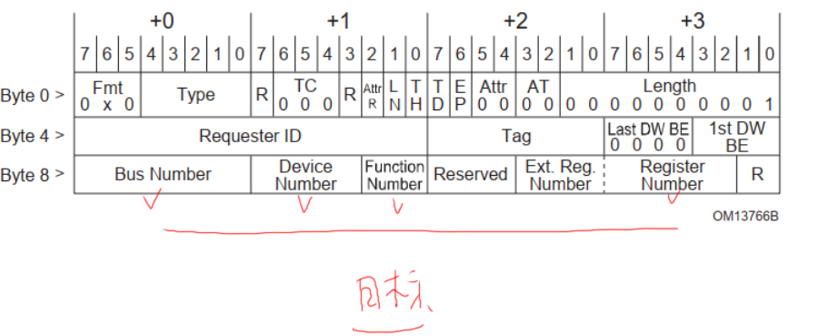 +0 +1 +2 +3
7 6 5 4 3 2 1 0 7 6 5 4 3 2 1 0 7 6 5 4 3 2 1 0 7 6 5 4 3 2 1 0
Byte 0 > Fmt 0 x 0 Type R TC 0 0 0 R Attr R LN TH TD EP Attr 0 0 AT 0 0 Length 0 0 0 0 0 0 0 0 0 1
Byte 4 > Requester ID Tag Last DW BE 0 0 0 0 1st DW BE
Byte 8 > Bus Number Device Number Function Number Reserved Ext. Reg. Number Register Number R
OM13766B
目标